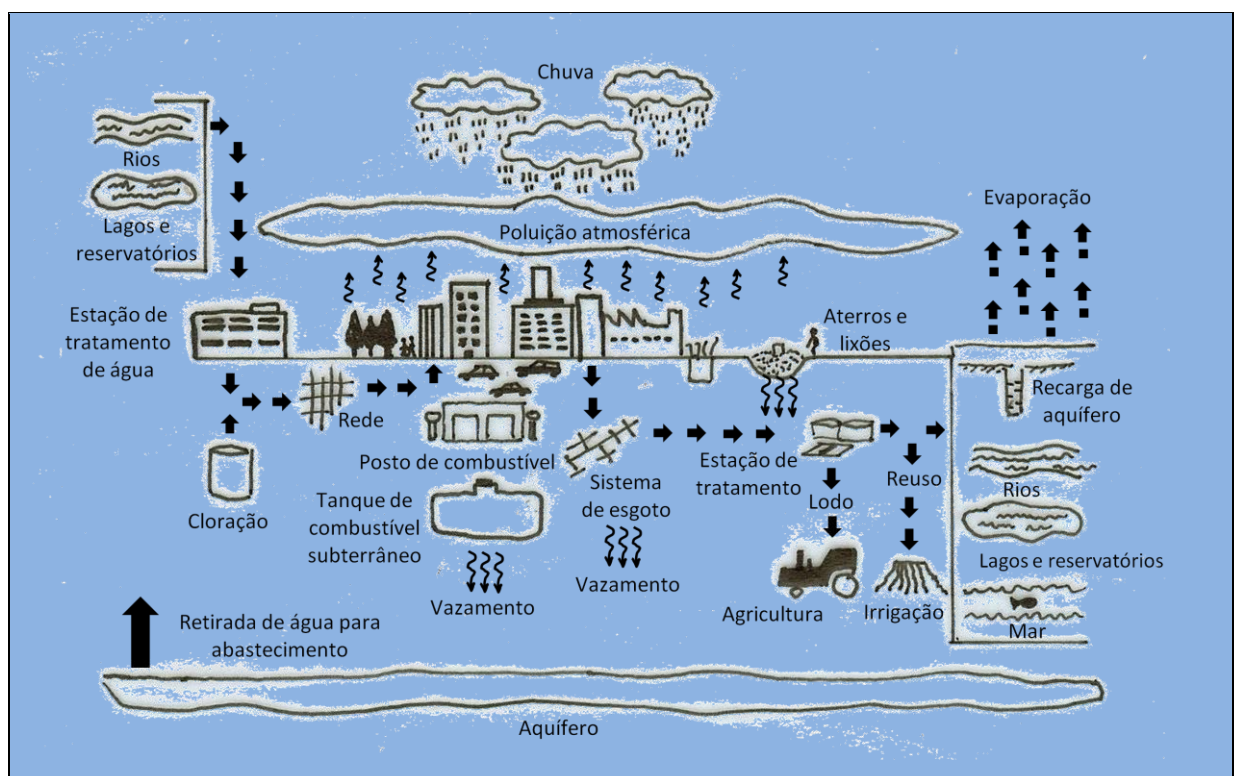 Chuva
Rios
Lagos e
reservatórios
Poluição atmosférica
Evaporação
Estação de
tratamento
de água
Aterros e
lixões
Recarga de
aquífero
Rede
Posto de combustível
Cloração
Tanque de
combustível
subterrâneo
Vazamento
Sistema
de esgoto
Vazamento
Estação de
tratamento
Lodo
Reuso
Agricultura
Irrigação
Rios
Lagos e reservatórios
Mar
Retirada de água para
abastecimento
Aquífero